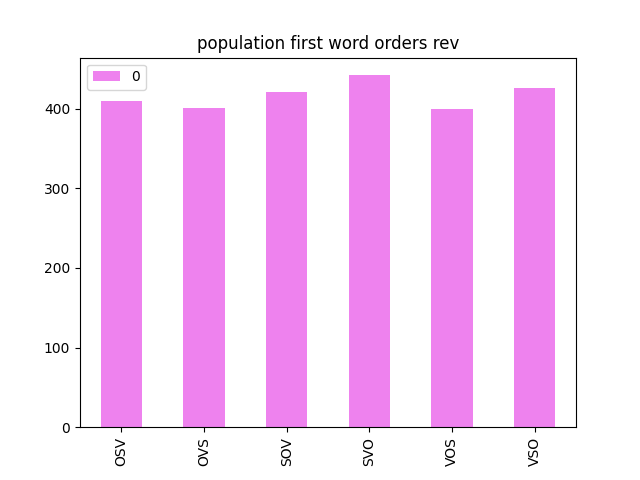 population first word orders rev
0
400
300
200
100
0
OSV
OVS
SOV
SVO
VOS
VSO